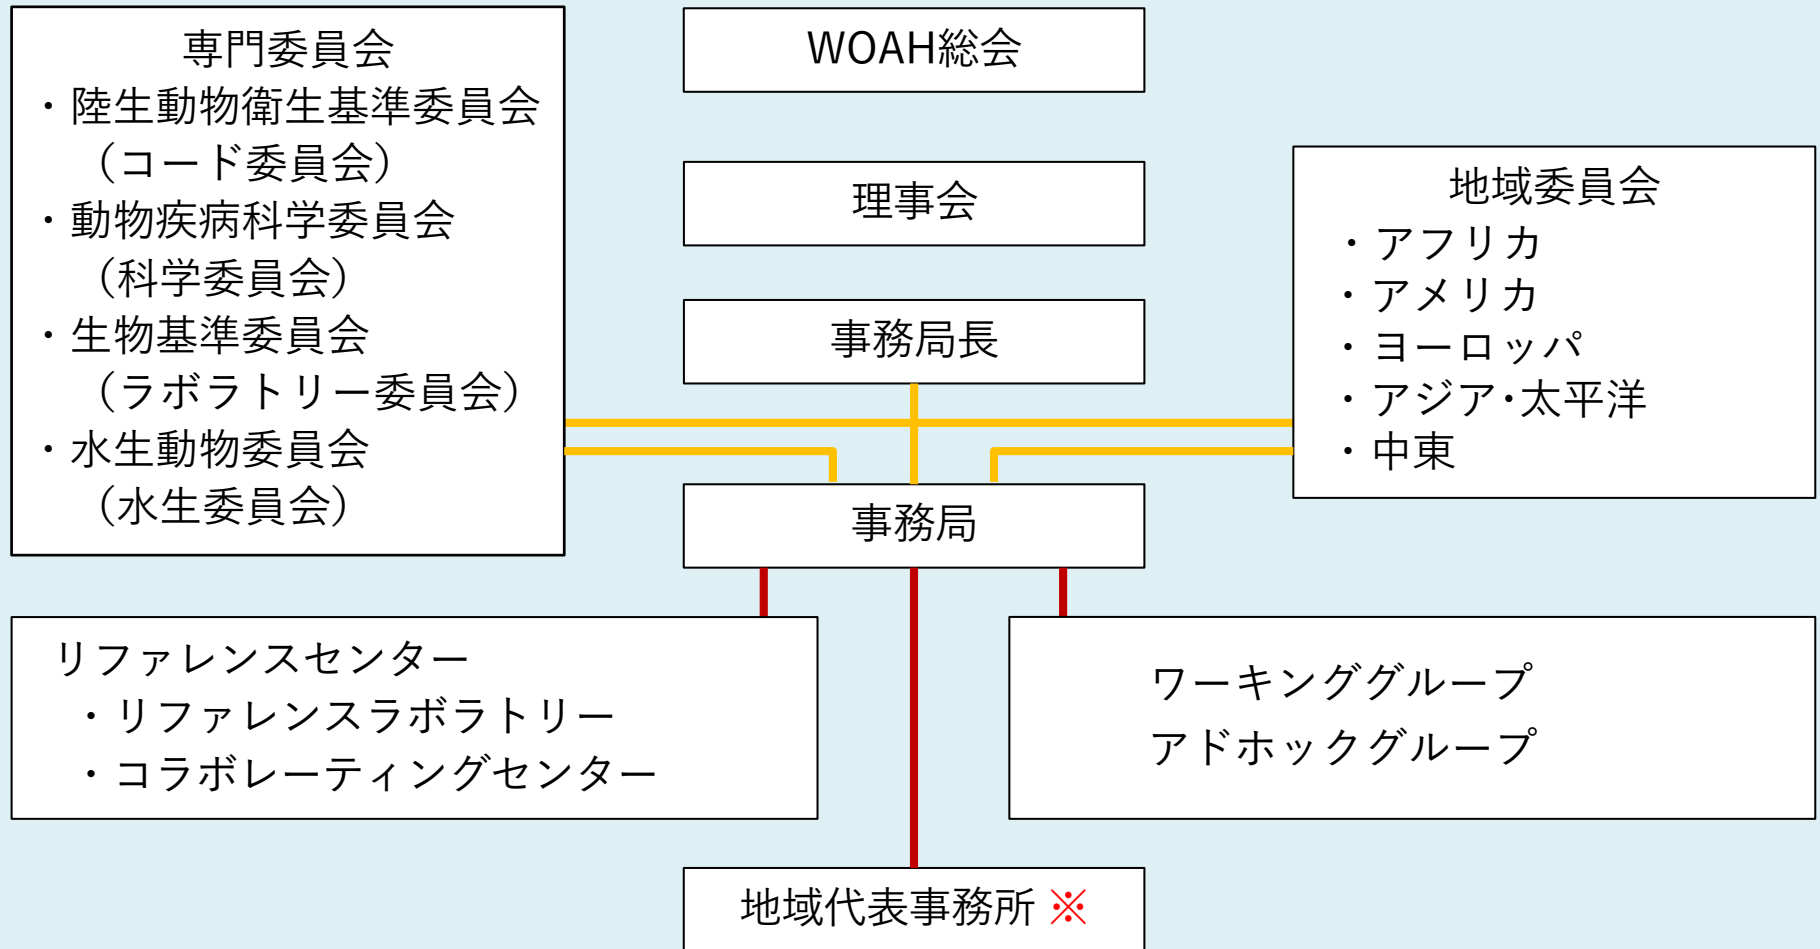 専門委員会
・陸生動物衛生基準委員会
（コード委員会）
・動物疾病科学委員会
（科学委員会）
・生物基準委員会
（ラボラトリー委員会）
・水生動物委員会
（水生委員会）
WOAH総会
理事会
事務局長
事務局
地域委員会
・アフリカ
・アメリカ
・ヨーロッパ
・アジア･太平洋
・中東
リファレンスセンター
・リファレンスラボラトリー
・コラボレーティングセンター
ワーキンググループ
アドホックグループ
地域代表事務所 ※